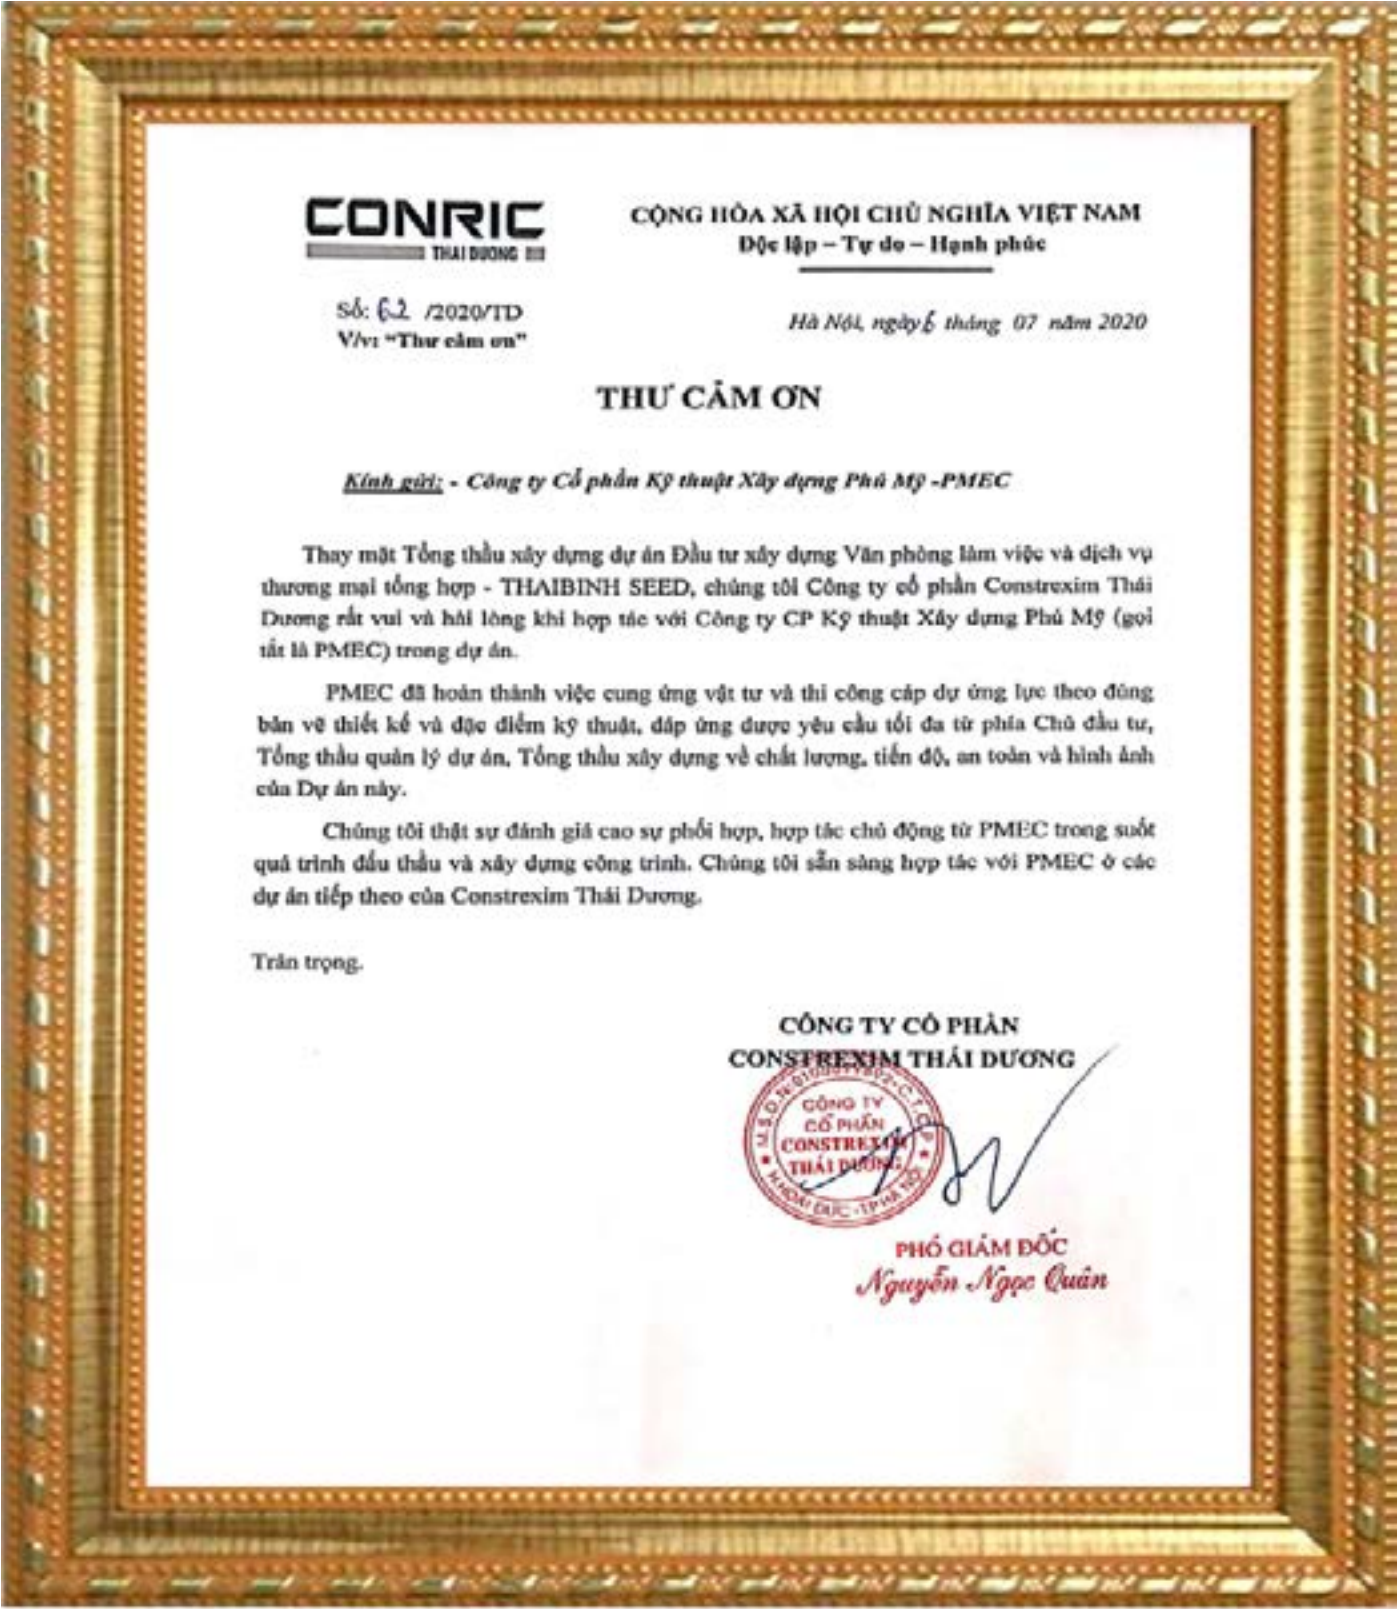 CONRIC
THAI DUONG
CỘNG HÒA XÃ HỘI CHỦ NGHĨA VIỆT NAM
Độc lập – Tự do – Hạnh phúc
Số: 62 /2020/TD
V/v: “Thư cảm ơn”
Hà Nội, ngày 6 tháng 07 năm 2020
THƯ CẢM ƠN
Kính gửi: - Công ty Cổ phần Kỹ thuật Xây dựng Phú Mỹ -PMEC
Thay mặt Tổng thầu xây dựng dự án Đầu tư xây dựng Văn phòng làm việc và dịch vụ
thương mại tổng hợp - THAIBINH SEED, chúng tôi Công ty cổ phần Constrexim Thái
Dương rất vui và hài lòng khi hợp tác với Công ty CP Kỹ thuật Xây dựng Phú Mỹ (gọi
tắt là PMEC) trong dự án.
PMEC đã hoàn thành việc cung ứng vật tư và thi công cáp dự ứng lực theo đúng
bản vẽ thiết kế và đặc điểm kỹ thuật, đáp ứng được yêu cầu tối đa từ phía Chủ đầu tư,
Tổng thầu quản lý dự án, Tổng thầu xây dựng về chất lượng, tiến độ, an toàn và hình ảnh
của Dự án này.
Chúng tôi thật sự đánh giá cao sự phối hợp, hợp tác chủ động từ PMEC trong suốt
quá trình đấu thầu và xây dựng công trình. Chúng tôi sẵn sàng hợp tác với PMEC ở các
dự án tiếp theo của Constrexim Thái Dương.
Trân trọng.
CÔNG TY CỔ PHẦN
CONSTREXIM THÁI DƯƠNG
CÔNG TY
CỔ PHẦN
CONSTREXIM
THÁI DƯƠNG
H.HOÀI ĐỨC - TP HÀ NỘI
PHÓ GIÁM ĐỐC
Nguyễn Ngọc Quân